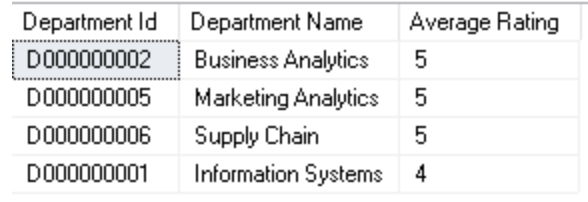 Department Id Department Name Average Rating
D000000002 Business Analytics 5
D000000005 Marketing Analytics 5
D000000006 Supply Chain 5
D000000001 Information Systems 4